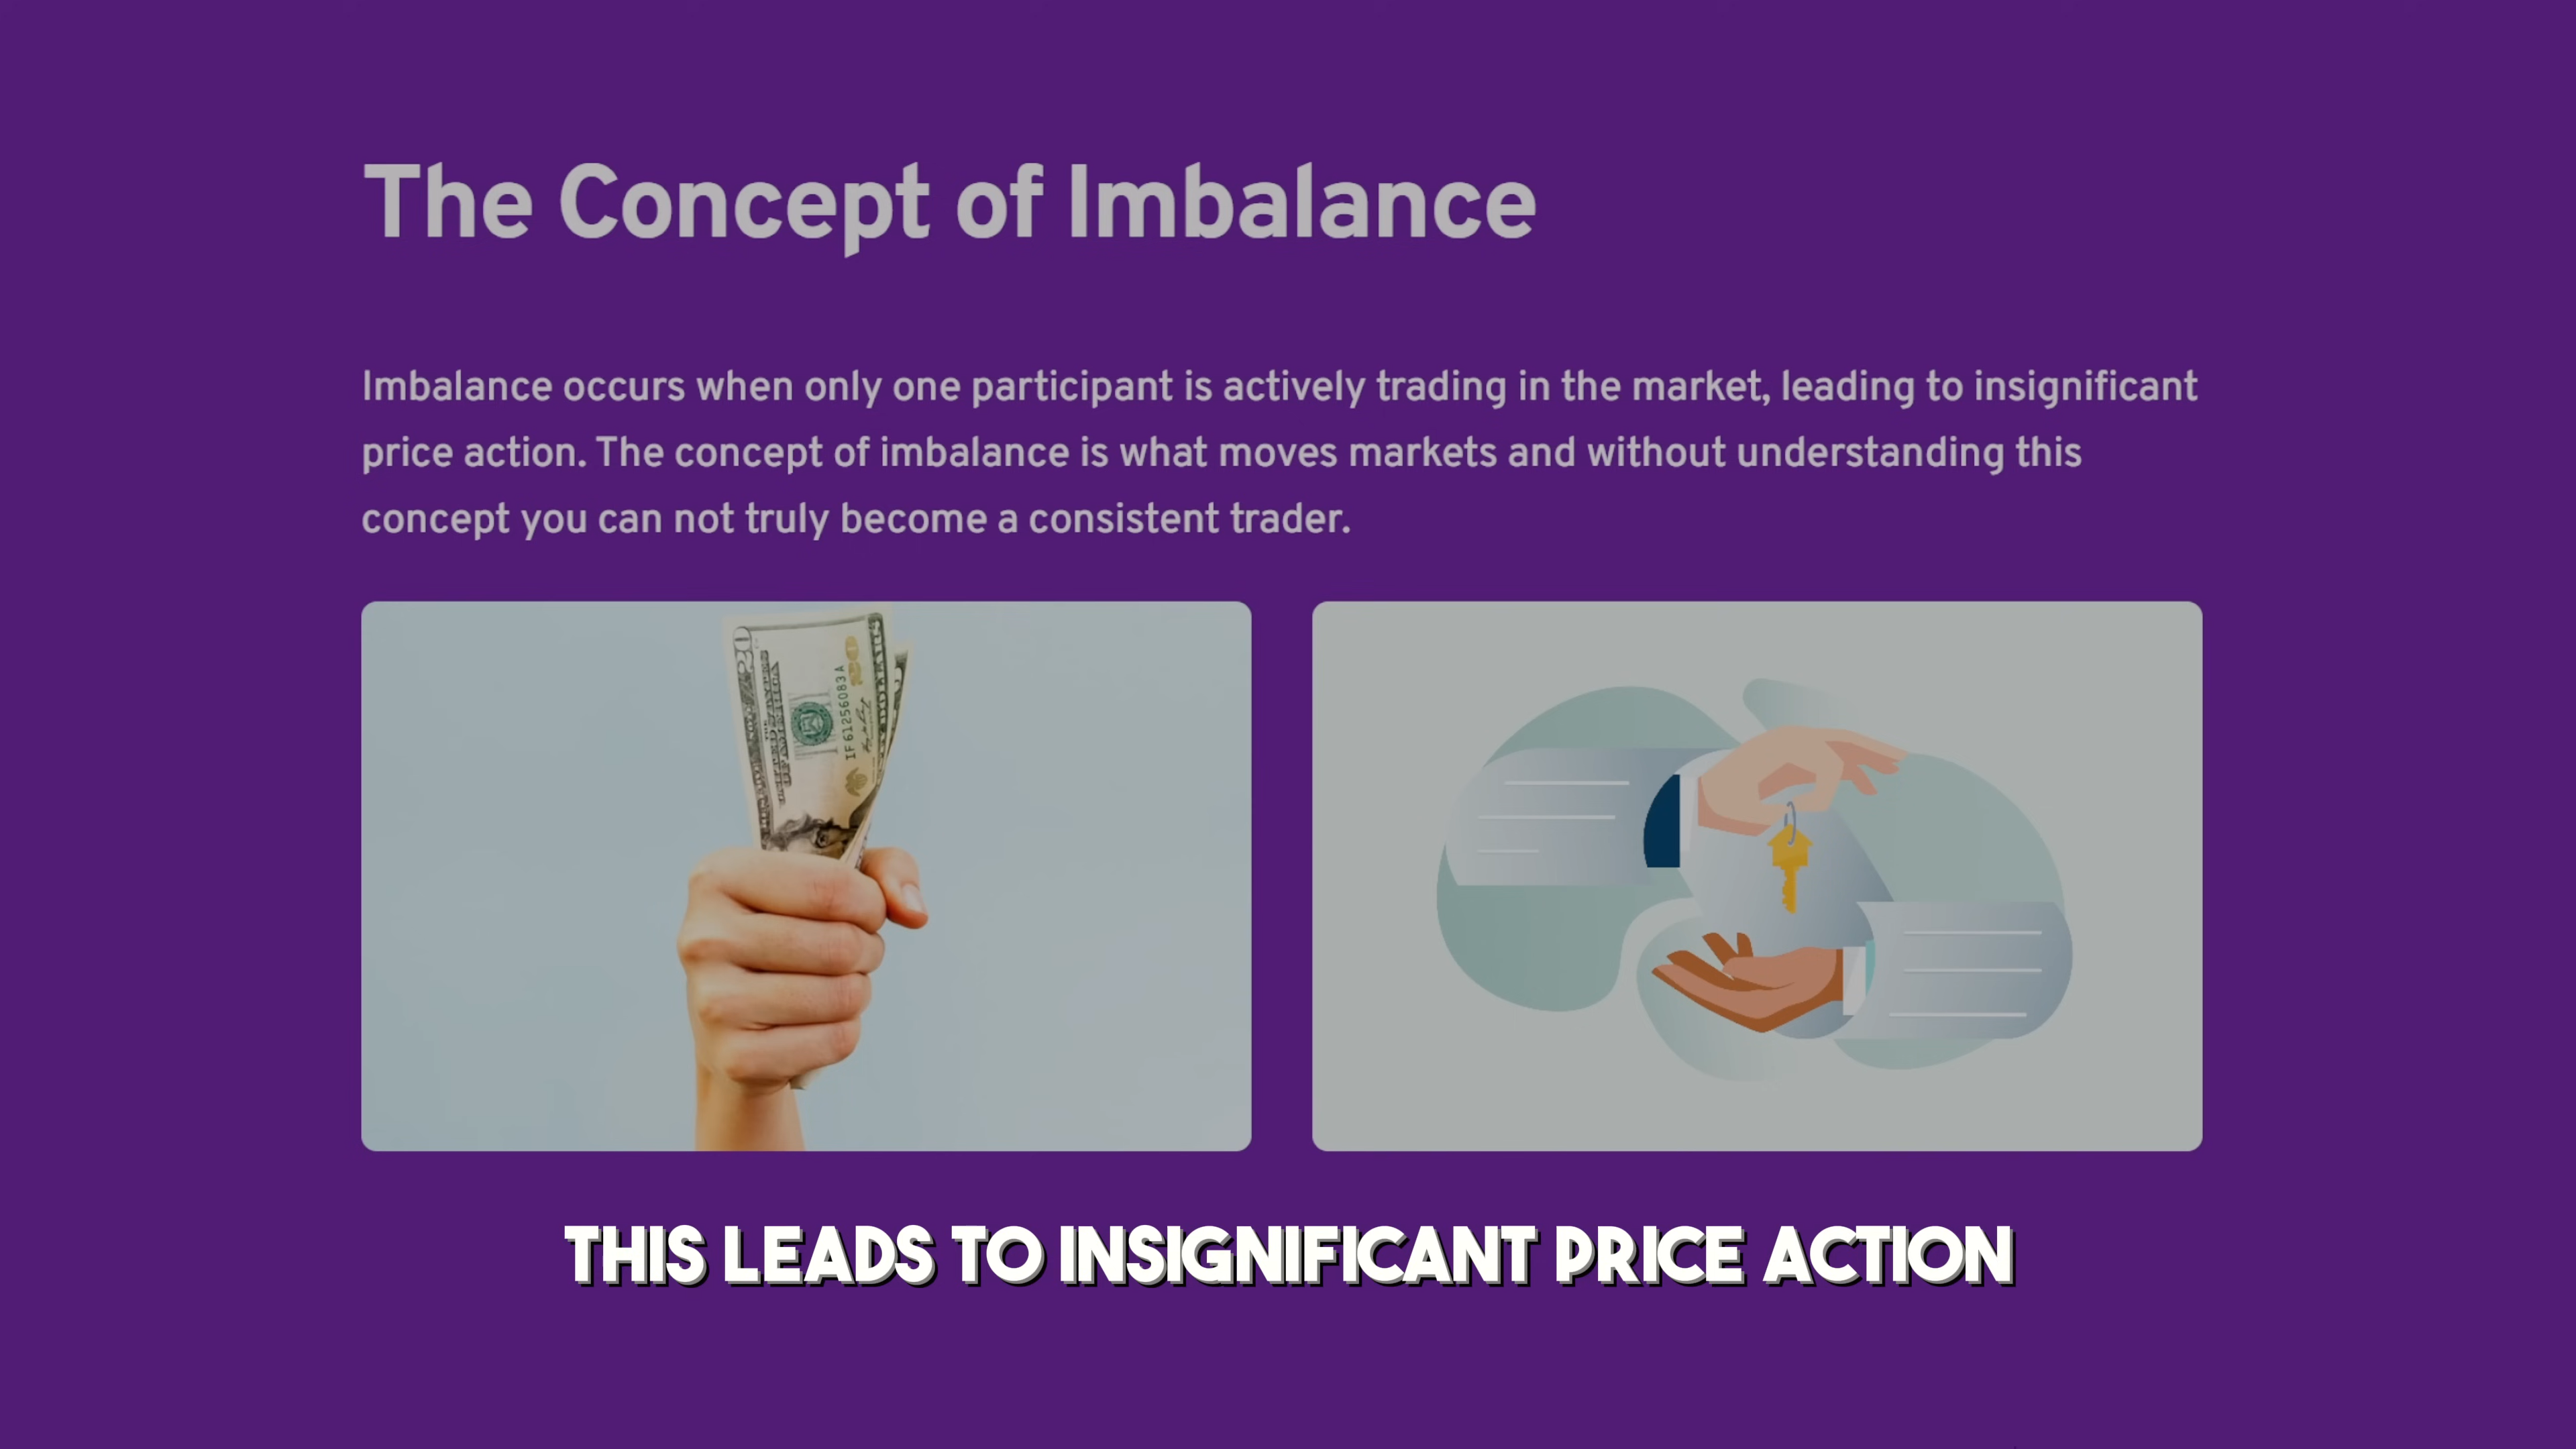 The Concept of Imbalance
Imbalance occurs when only one participant is actively trading in the market, leading to insignificant
price action. The concept of imbalance is what moves markets and without understanding this
concept you can not truly become a consistent trader.
IF61256083A
THIS LEADS TO INSIGNIFICANT PRICE ACTION